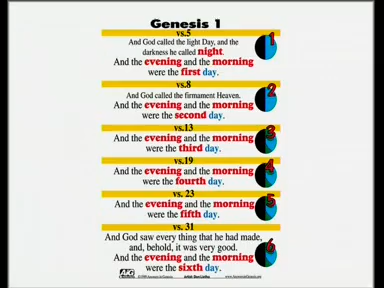 Genesis 1
vs.5
And God called the light Day, and the
darkness he called night.
And the evening and the morning
were the first day.
1
vs.8
And God called the firmament Heaven.
And the evening and the morning
were the second day.
2
vs.13
And the evening and the morning
were the third day.
3
vs.19
And the evening and the morning
were the fourth day.
4
vs. 23
And the evening and the morning
were the fifth day.
5
vs. 31
And God saw every thing that he had made,
and, behold, it was very good.
And the evening and the morning
were the sixth day.
6
AiG
www.AnswersInGenesis.org